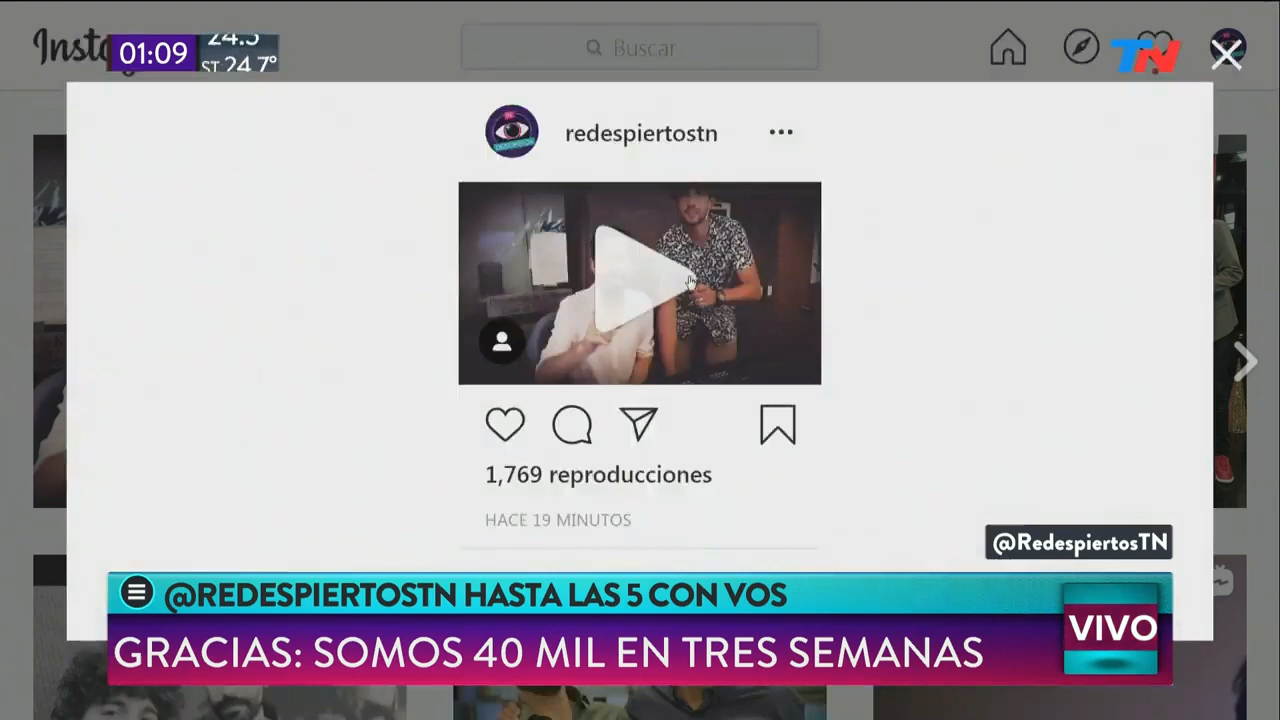 01:09
24.5
ST 24.7°
Buscar
TN
redespiertostn
1,769 reproducciones
HACE 19 MINUTOS
@RedespiertosTN
@REDESPIERTOSTN HASTA LAS 5 CON VOS
GRACIAS: SOMOS 40 MIL EN TRES SEMANAS
VIVO